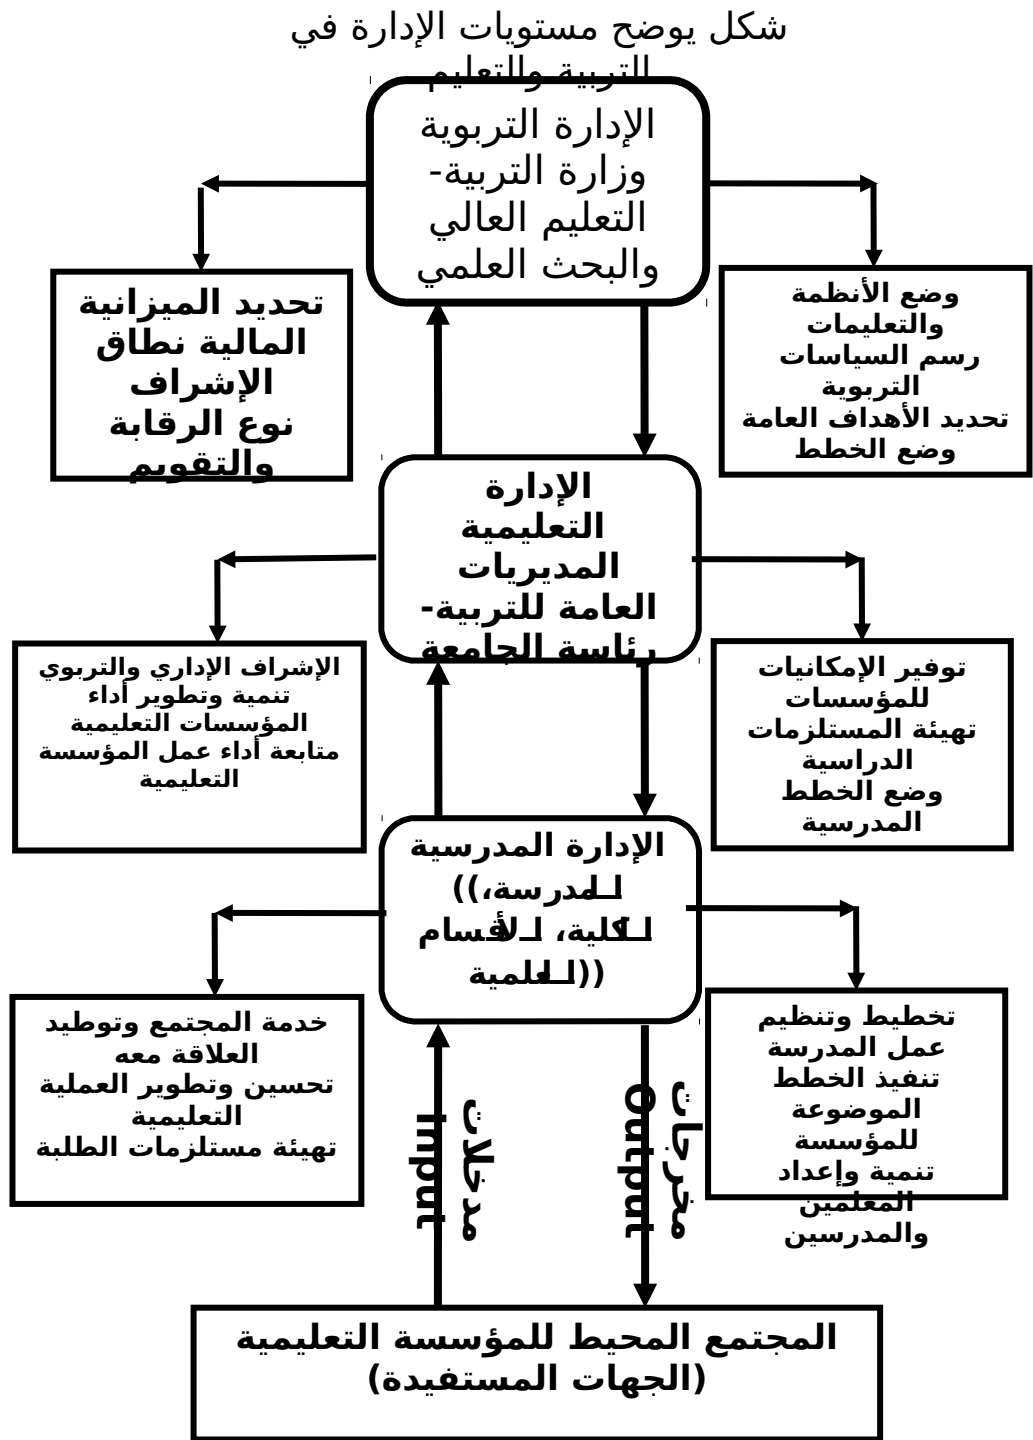 شكل يوضح مستويات الإدارة في
التربية والتعليم
الإدارة التربوية
وزارة التربية-
التعليم العالي
والبحث العلمي
وضع الأنظمة
والتعليمات
رسم السياسات
التربوية
تحديد الأهداف العامة
وضع الخطط
تحديد الميزانية
المالية نطاق
الإشراف
نوع الرقابة
والتقويم
الإدارة
التعليمية
المديريات
العامة للتربية-
رئاسة الجامعة
توفير الإمكانيات
للمؤسسات
تهيئة المستلزمات
الدراسية
وضع الخطط
المدرسية
الإشراف الإداري والتربوي
تنمية وتطوير أداء
المؤسسات التعليمية
متابعة أداء عمل المؤسسة
التعليمية
الإدارة المدرسية
((المدرسة،
الكلية، الأقسام
العلمية))
تخطيط وتنظيم
عمل المدرسة
تنفيذ الخطط
الموضوعة
للمؤسسة
تنمية وإعداد
المعلمين
والمدرسين
خدمة المجتمع وتوطيد
العلاقة معه
تحسين وتطوير العملية
التعليمية
تهيئة مستلزمات الطلبة
مخرجات
Output
مدخلات
Input
المجتمع المحيط للمؤسسة التعليمية
(الجهات المستفيدة)